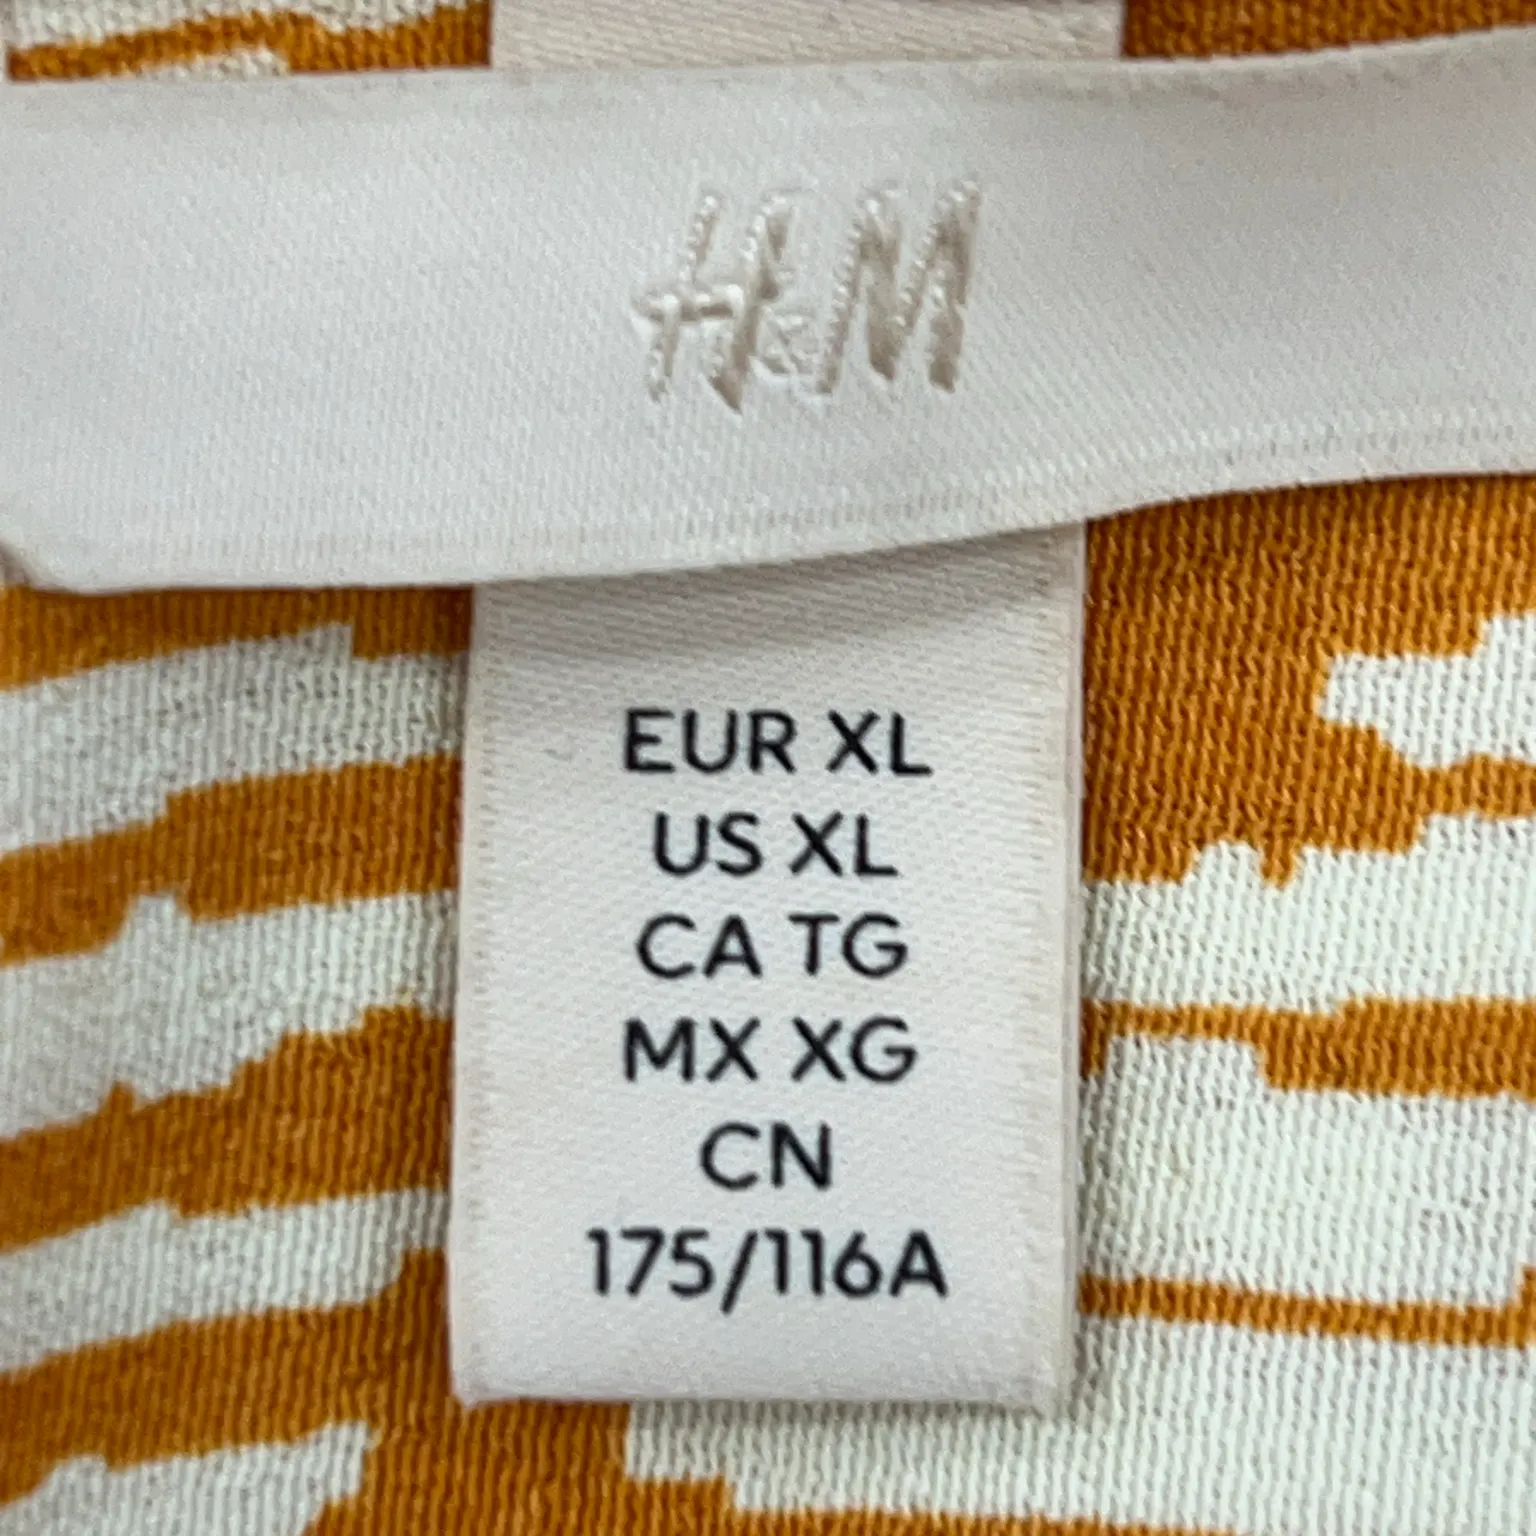 H&M
EUR XL
US XL
CA TG
MX XG
CN
175/116A